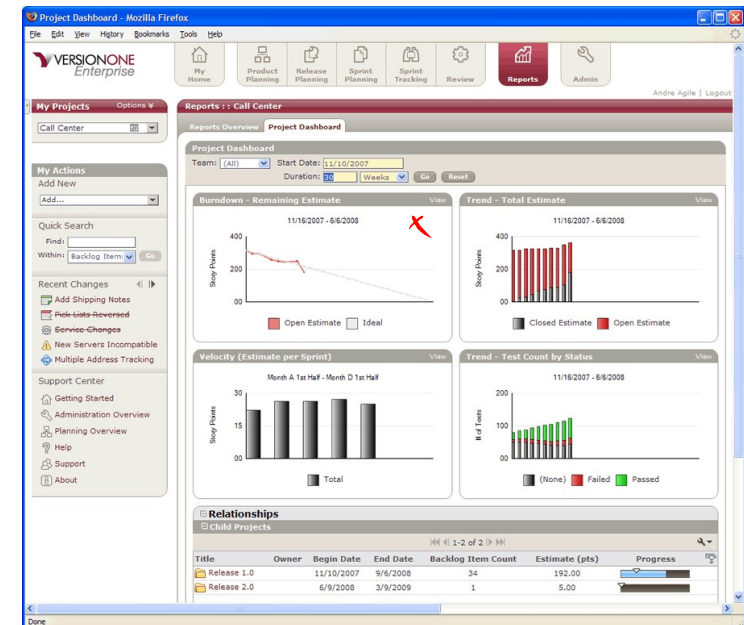 Project Dashboard - Mozilla Firefox
File Edit View History Bookmarks Tools Help
VERSIONONE
Enterprise
My Home
Product Planning
Release Planning
Sprint Planning
Sprint Tracking
Review
Reports
Admin
Andre Agile | Logout
My Projects Options
Call Center
My Actions
Add New
Add...
Quick Search
Find:
Within: Backlog Item: Go
Recent Changes
Add Shipping Notes
Pick Lists Reversed
Service Changes
New Servers Incompatible
Multiple Address Tracking
Support Center
Getting Started
Administration Overview
Planning Overview
Help
Support
About
Reports : : Call Center
Reports Overview Project Dashboard
Project Dashboard
Team: (All) Start Date: 11/10/2007
Duration: 30 Weeks Go Reset
Burndown - Remaining Estimate View
11/16/2007 - 6/6/2008
400
200
00
Story Points
Open Estimate Ideal
Trend - Total Estimate View
11/16/2007 - 6/6/2008
400
200
00
Story Points
Closed Estimate Open Estimate
Velocity (Estimate per Sprint) View
Month A 1st Half - Month D 1st Half
30
15
00
Story Points
Total
Trend - Test Count by Status View
11/16/2007 - 6/6/2008
200
100
00
# of Tests
(None) Failed Passed
Relationships
Child Projects
1-2 of 2
Title Owner Begin Date End Date Backlog Item Count Estimate (pts) Progress
Release 1.0 11/10/2007 9/6/2008 34 192.00
Release 2.0 6/9/2008 3/9/2009 1 5.00
Done